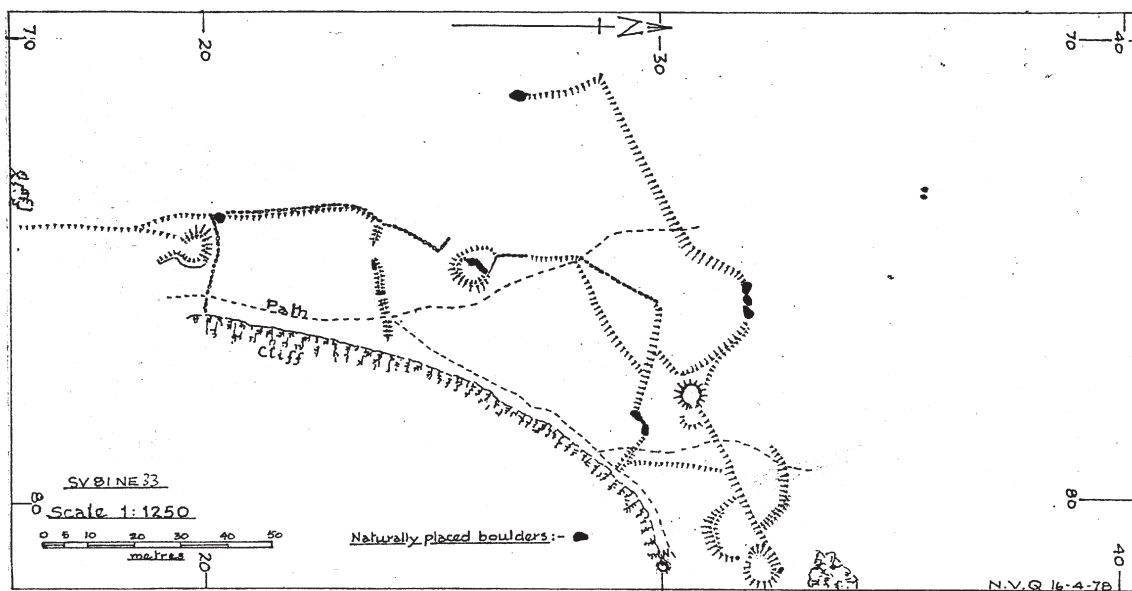 70
20
N
30
40
70
Cliff
Path
Cliff
SV 81 NE 33
80
Scale 1:1250
0 5 10 20 30 40 50
metres
Naturally placed boulders:-
20
30
40
80
N.V.Q 16-4-78